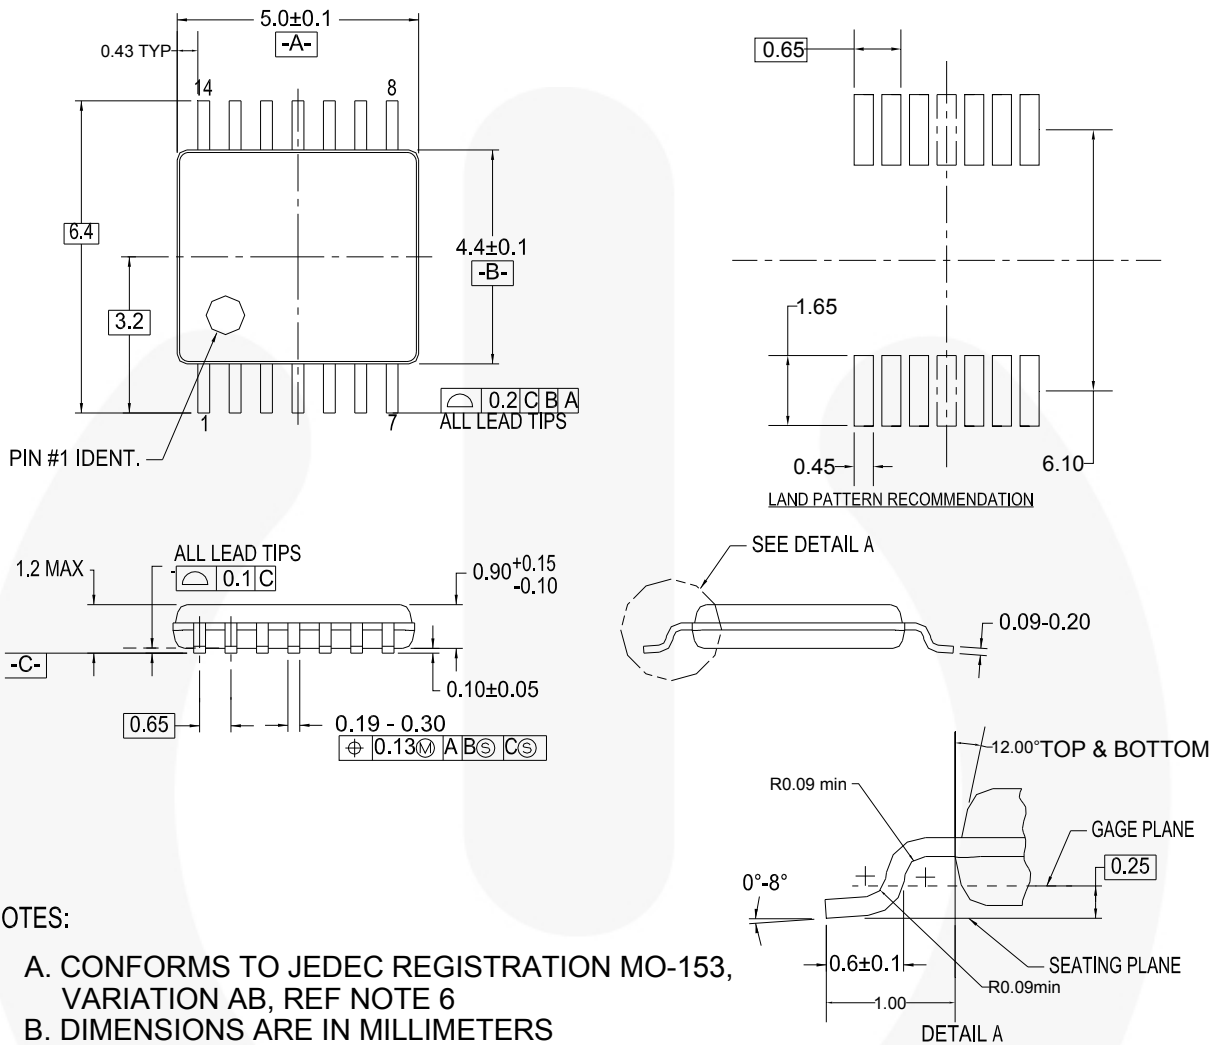 5.0±0.1
-A-
0.43 TYP
14
8
6.4
3.2
4.4±0.1
-B-
0.2 C B A
ALL LEAD TIPS
1
7
PIN #1 IDENT.
0.65
1.65
0.45
6.10
LAND PATTERN RECOMMENDATION
ALL LEAD TIPS
0.1 C
1.2 MAX
0.90 +0.15
-0.10
-C-
0.10±0.05
0.65
0.19 - 0.30
⌖ 0.13Ⓜ A BⓈ CⓈ
SEE DETAIL A
0.09-0.20
12.00° TOP & BOTTOM
R0.09 min
GAGE PLANE
0.25
0°-8°
0.6±0.1
SEATING PLANE
R0.09min
1.00
DETAIL A
OTES:
A. CONFORMS TO JEDEC REGISTRATION MO-153,
VARIATION AB, REF NOTE 6
B. DIMENSIONS ARE IN MILLIMETERS